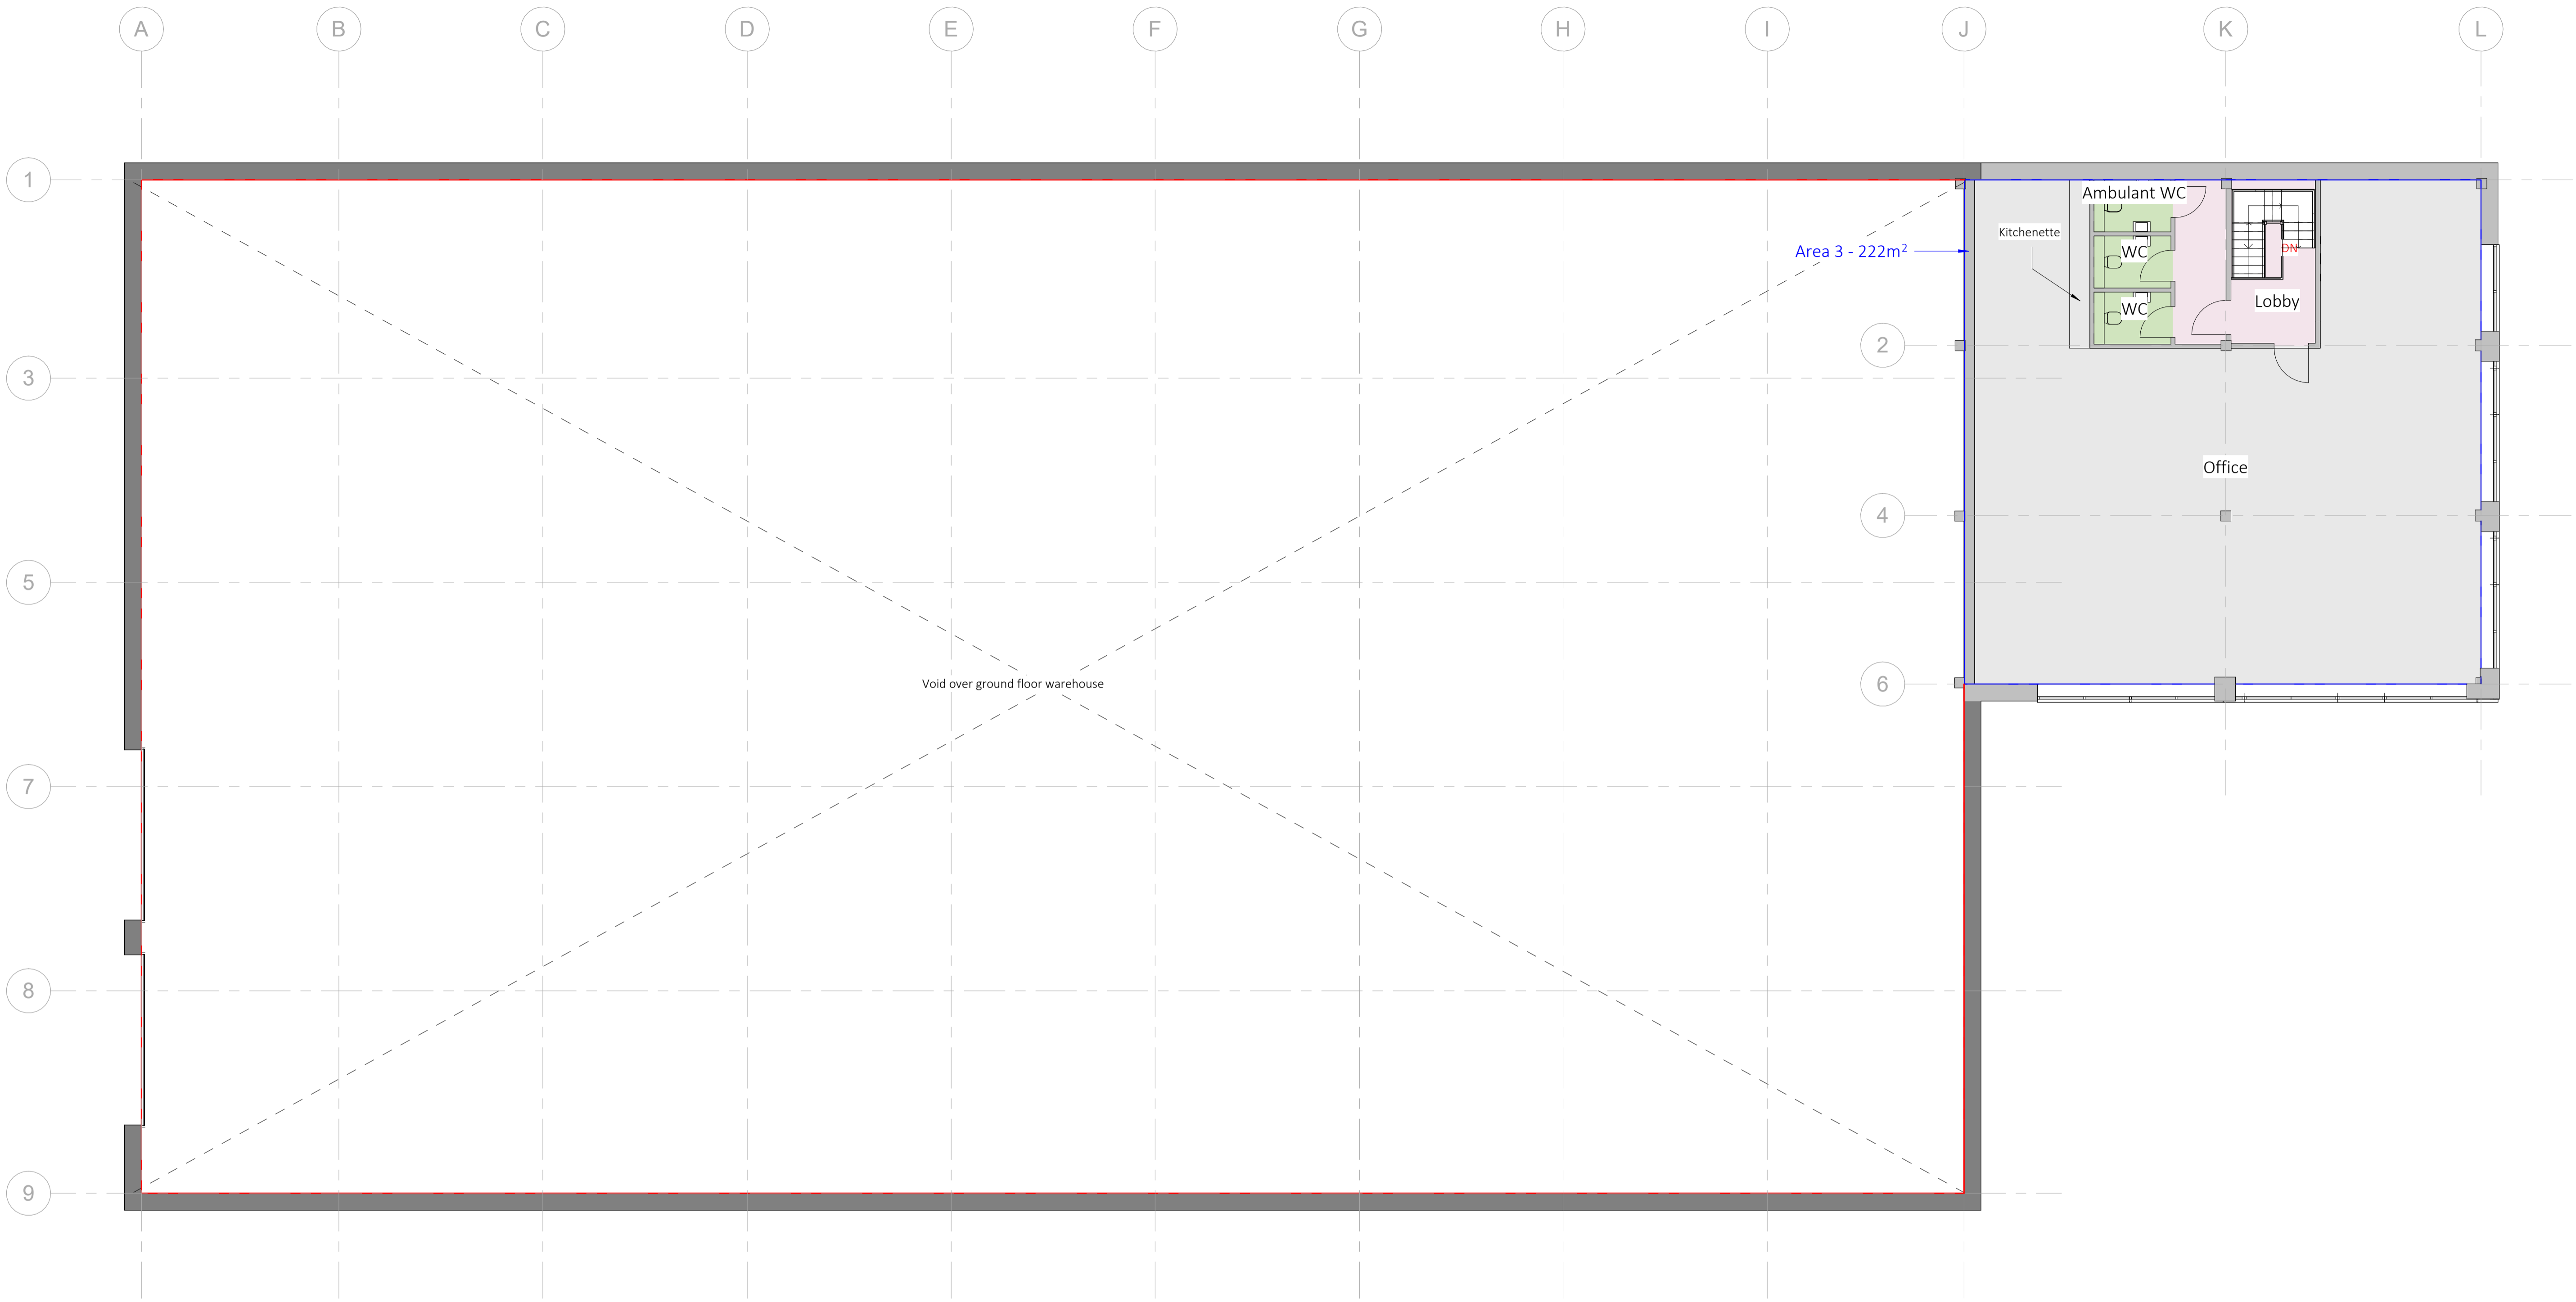 A B C D E F G H I J K L
1
Ambulant WC
Kitchenette
Area 3 - 222m²
WC
DN
WC
Lobby
2
3
Office
4
5
Void over ground floor warehouse
6
7
8
9